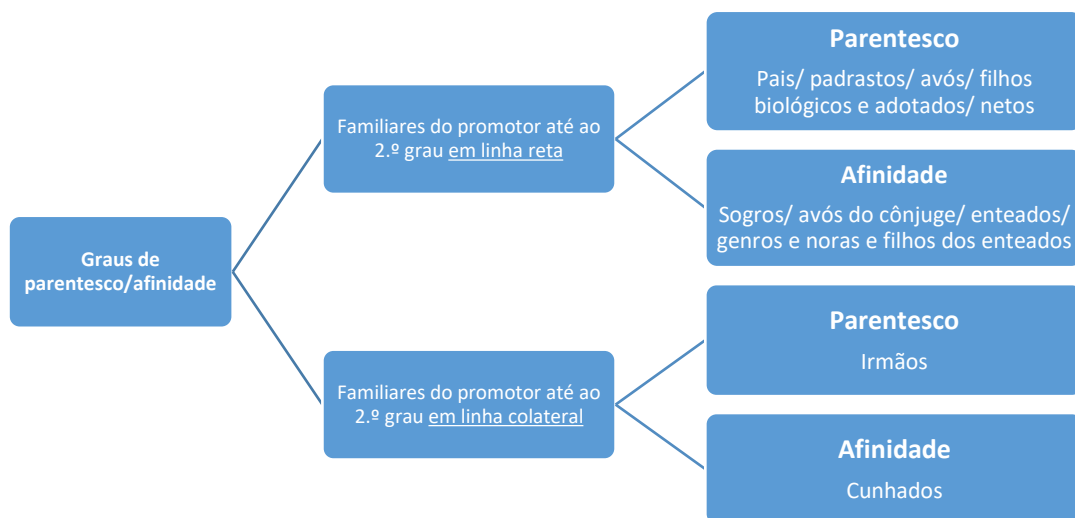 Graus de
parentesco/afinidade
Familiares do promotor até ao
2.º grau em linha reta
Parentesco
Pais/ padrastos/ avós/ filhos
biológicos e adotados/ netos
Afinidade
Sogros/ avós do cônjuge/ enteados/
genros e noras e filhos dos enteados
Familiares do promotor até ao
2.º grau em linha colateral
Parentesco
Irmãos
Afinidade
Cunhados